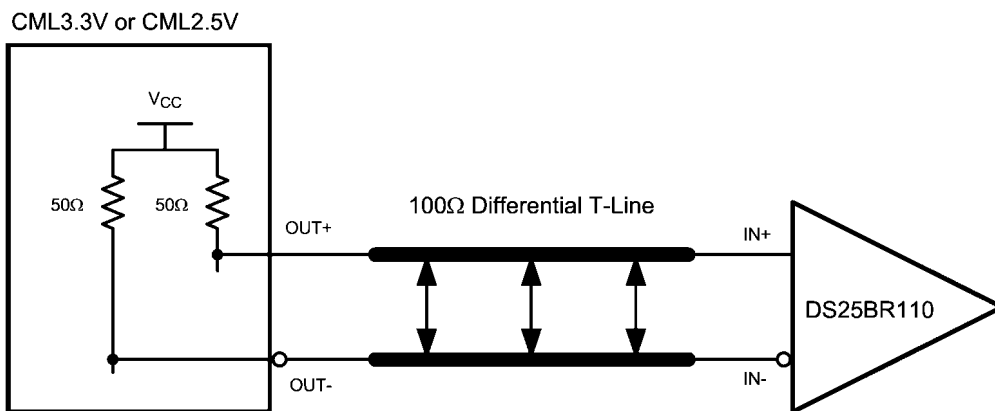 CML3.3V or CML2.5V
VCC
50Ω
50Ω
100Ω Differential T-Line
OUT+
IN+
DS25BR110
OUT-
IN-